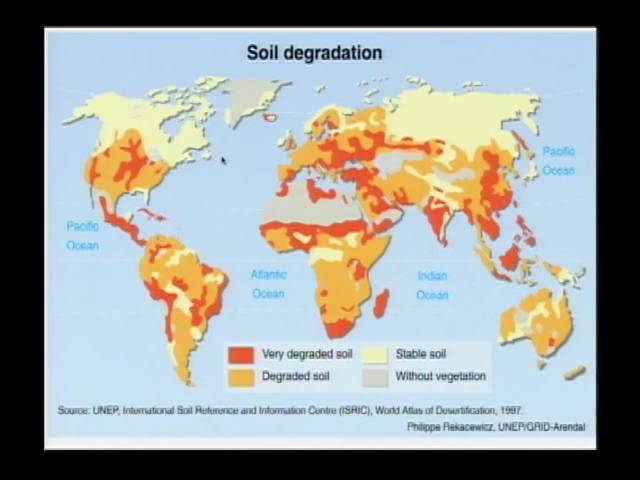 Soil degradation
Pacific
Ocean
Pacific
Ocean
Atlantic
Ocean
Indian
Ocean
Very degraded soil
Stable soil
Degraded soil
Without vegetation
Source: UNEP, International Soil Reference and Information Centre (ISRIC), World Atlas of Desertification, 1997.
Philippe Rekacewicz, UNEP/GRID-Arendal